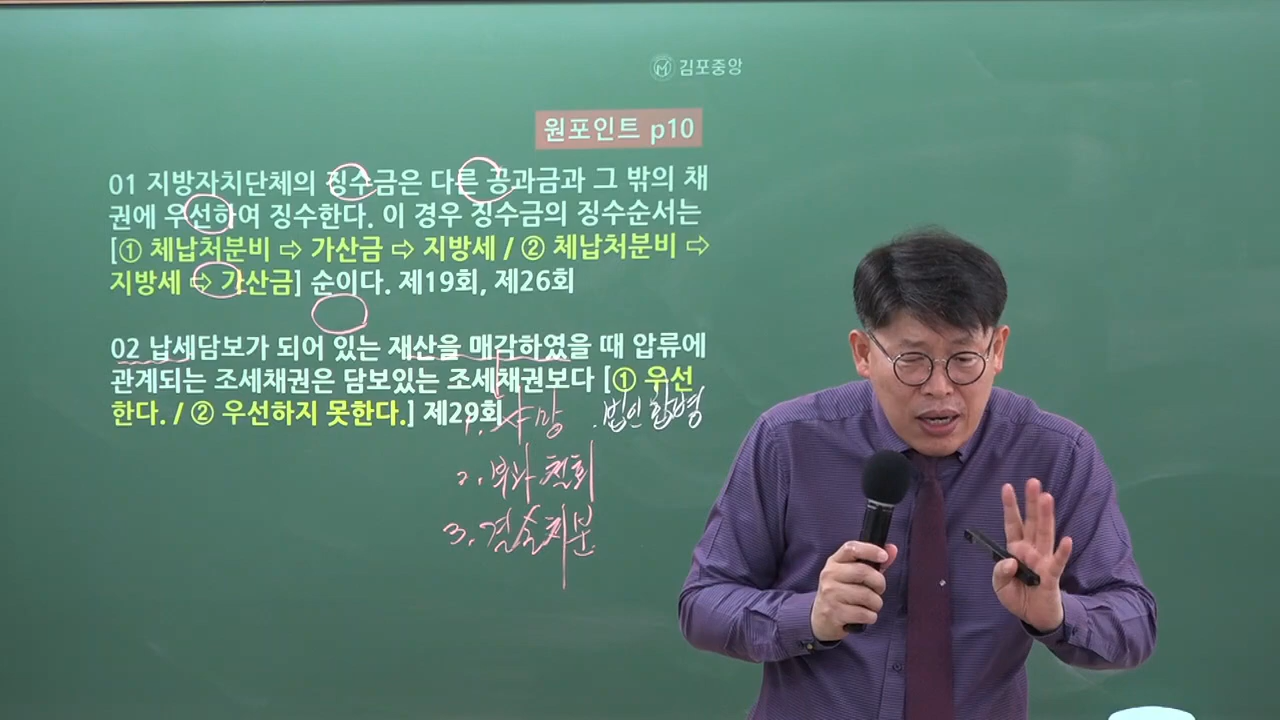 김포중앙
원포인트 p10
01 지방자치단체의 징수금은 다른 공과금과 그 밖의 채
권에 우선하여 징수한다. 이 경우 징수금의 징수순서는
[① 체납처분비 ⇨ 가산금 ⇨ 지방세 / ② 체납처분비 ⇨
지방세 ⇨ 가산금] 순이다. 제19회, 제26회
02 납세담보가 되어 있는 재산을 매각하였을 때 압류에
관계되는 조세채권은 담보있는 조세채권보다 [① 우선
한다. / ② 우선하지 못한다.] 제29회
1. 사망 . 법인 합병
2. 부과 철회
3. 결손처분